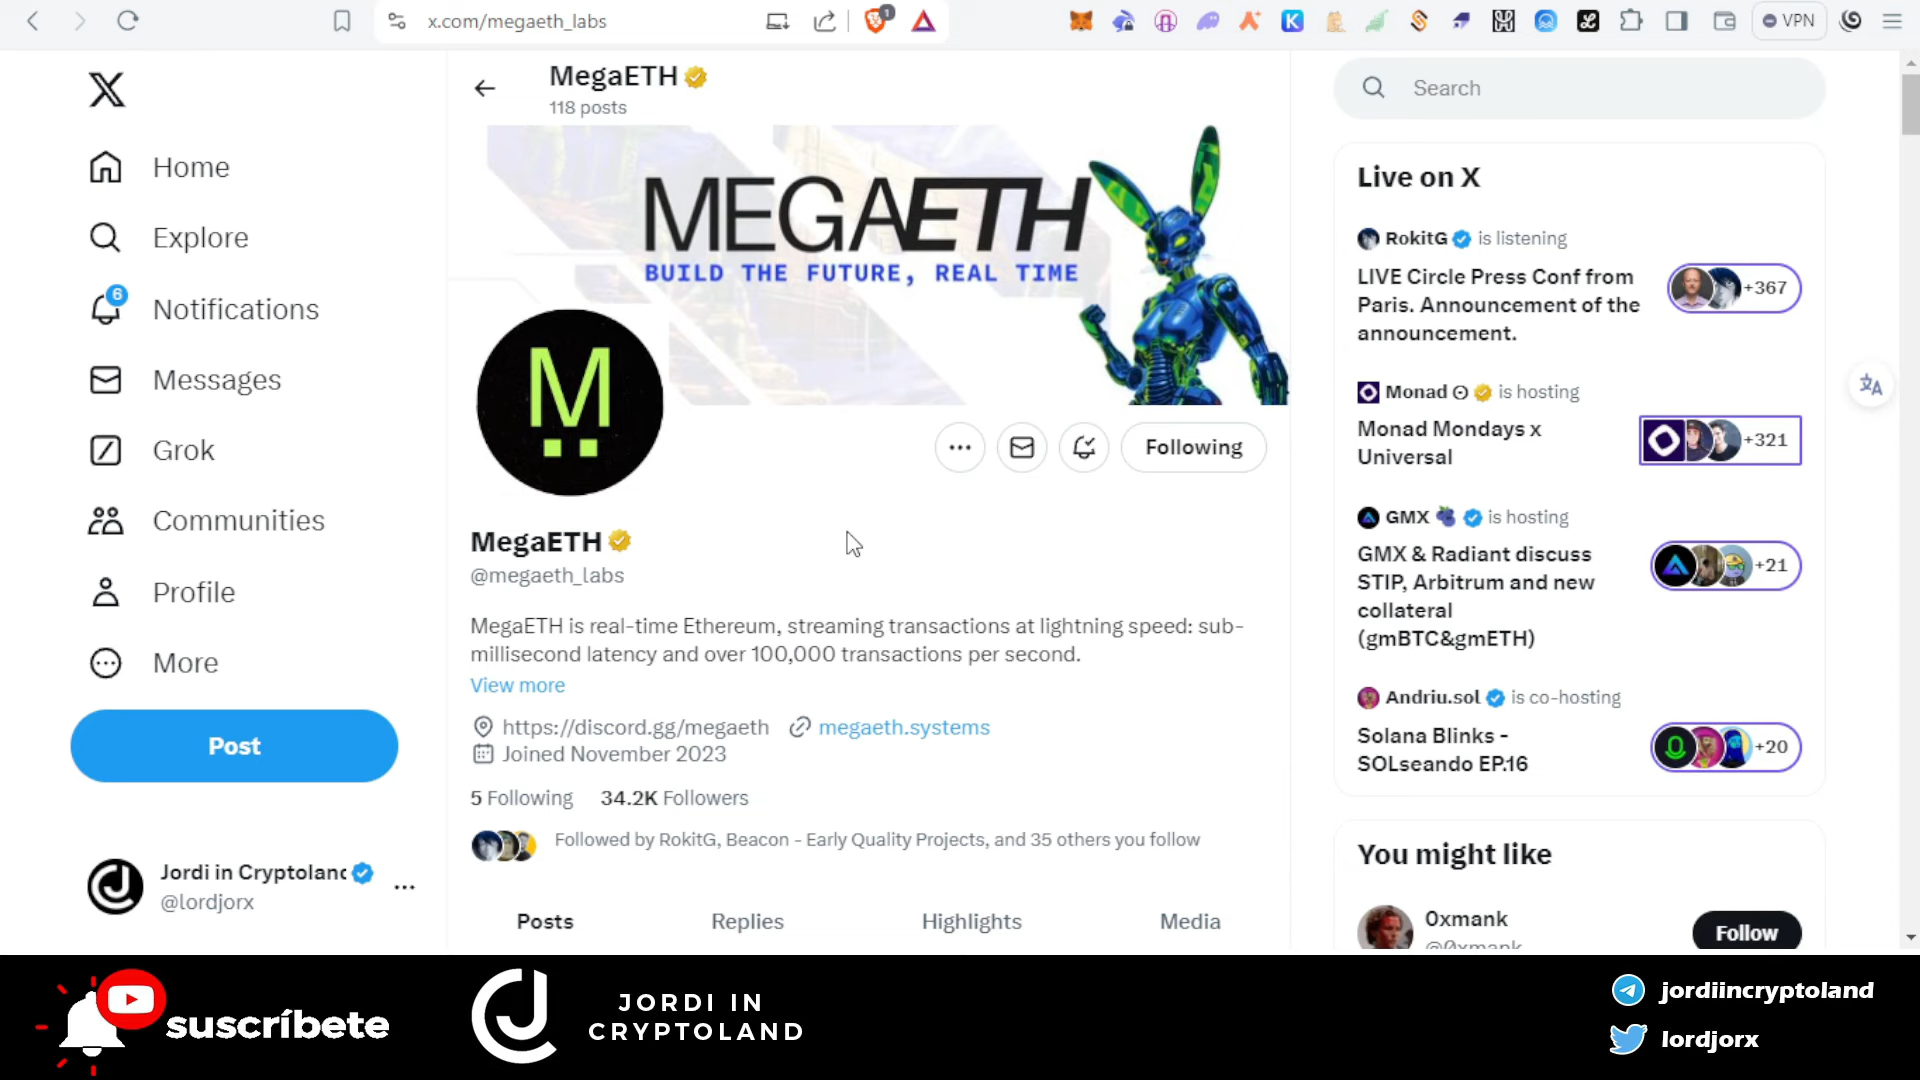 x.com/megaeth_labs
1
VPN
MegaETH
118 posts
Search
MEGAETH
BUILD THE FUTURE, REAL TIME
Home
Explore
6
Notifications
Messages
Grok
Communities
Profile
More
Post
Jordi in Cryptolan
@lordjorx
M
Following
MegaETH
@megaeth_labs
MegaETH is real-time Ethereum, streaming transactions at lightning speed: sub-
millisecond latency and over 100,000 transactions per second.
View more
https://discord.gg/megaeth megaeth.systems
Joined November 2023
5 Following 34.2K Followers
Followed by RokitG, Beacon - Early Quality Projects, and 35 others you follow
Posts Replies Highlights Media
Live on X
RokitG is listening
LIVE Circle Press Conf from
Paris. Announcement of the
announcement.
+367
Monad is hosting
Monad Mondays x
Universal
+321
GMX is hosting
GMX & Radiant discuss
STIP, Arbitrum and new
collateral
(gmBTC&gmETH)
+21
Andriu.sol is co-hosting
Solana Blinks -
SOLseando EP.16
+20
You might like
0xmank
@0xmank
Follow
suscríbete
JORDI IN
CRYPTOLAND
jordiincryptoland
lordjorx